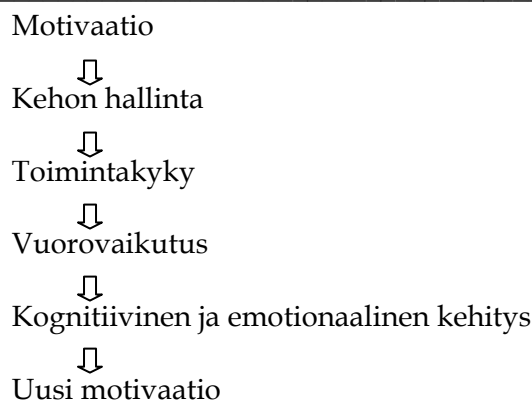 Motivaatio
Kehon hallinta
Toimintakyky
Vuorovaikutus
Kognitiivinen ja emotionaalinen kehitys
Uusi motivaatio